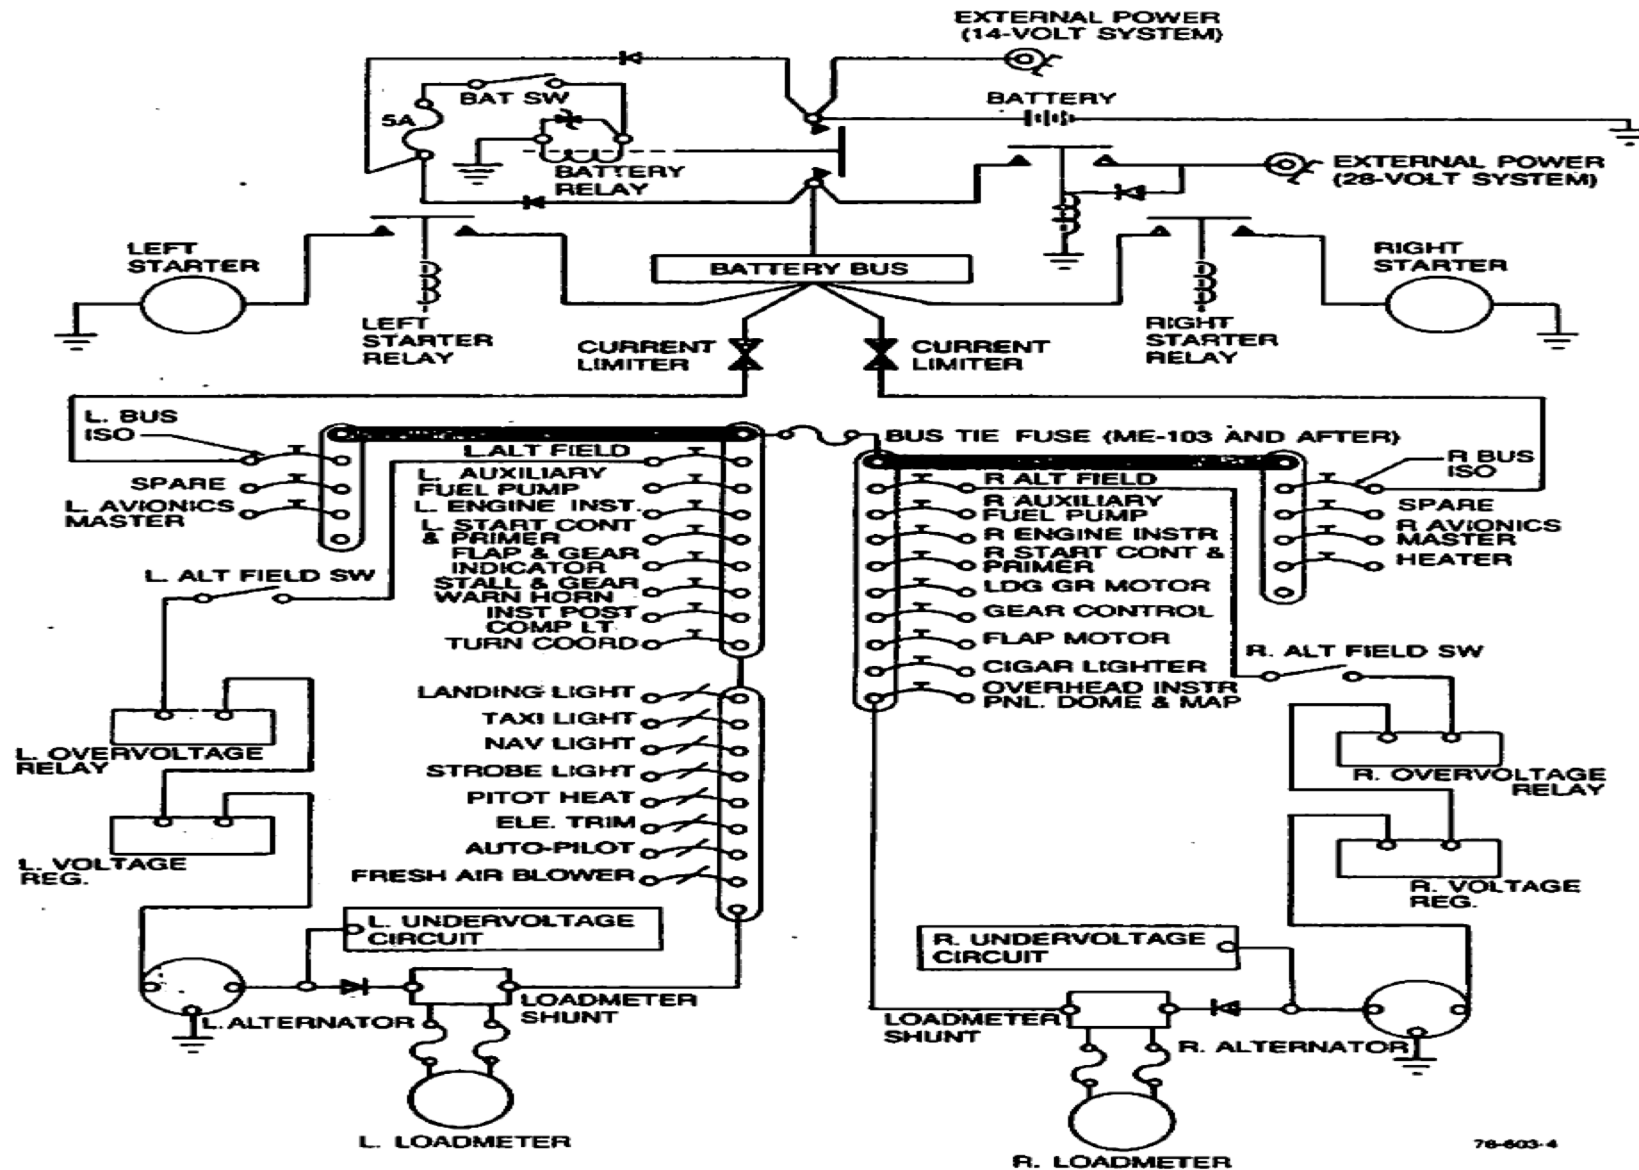 EXTERNAL POWER
(14-VOLT SYSTEM)
BAT SW
BATTERY
5A
BATTERY
RELAY
EXTERNAL POWER
(28-VOLT SYSTEM)
LEFT
STARTER
RIGHT
STARTER
BATTERY BUS
LEFT
STARTER
RELAY
RIGHT
STARTER
RELAY
CURRENT
LIMITER
CURRENT
LIMITER
L. BUS
ISO
SPARE
L. AVIONICS
MASTER
BUS TIE FUSE (ME-103 AND AFTER)
L.ALT FIELD
L. AUXILIARY
FUEL PUMP
L. ENGINE INST.
L. START CONT
& PRIMER
FLAP & GEAR
INDICATOR
STALL & GEAR
WARN HORN
INST POST
COMP LT
TURN COORD
R ALT FIELD
R AUXILIARY
FUEL PUMP
R ENGINE INSTR
R START CONT &
PRIMER
LDG GR MOTOR
GEAR CONTROL
FLAP MOTOR
CIGAR LIGHTER
OVERHEAD INSTR
PNL. DOME & MAP
R BUS
ISO
SPARE
R AVIONICS
MASTER
HEATER
L. ALT FIELD SW
R. ALT FIELD SW
LANDING LIGHT
TAXI LIGHT
NAV LIGHT
STROBE LIGHT
PITOT HEAT
ELE. TRIM
AUTO-PILOT
FRESH AIR BLOWER
L. OVERVOLTAGE
RELAY
L. VOLTAGE
REG.
R. OVERVOLTAGE
RELAY
R. VOLTAGE
REG.
L. UNDERVOLTAGE
CIRCUIT
R. UNDERVOLTAGE
CIRCUIT
L.ALTERNATOR
LOADMETER
SHUNT
LOADMETER
SHUNT
R. ALTERNATOR
L. LOADMETER
R. LOADMETER
78-603-4